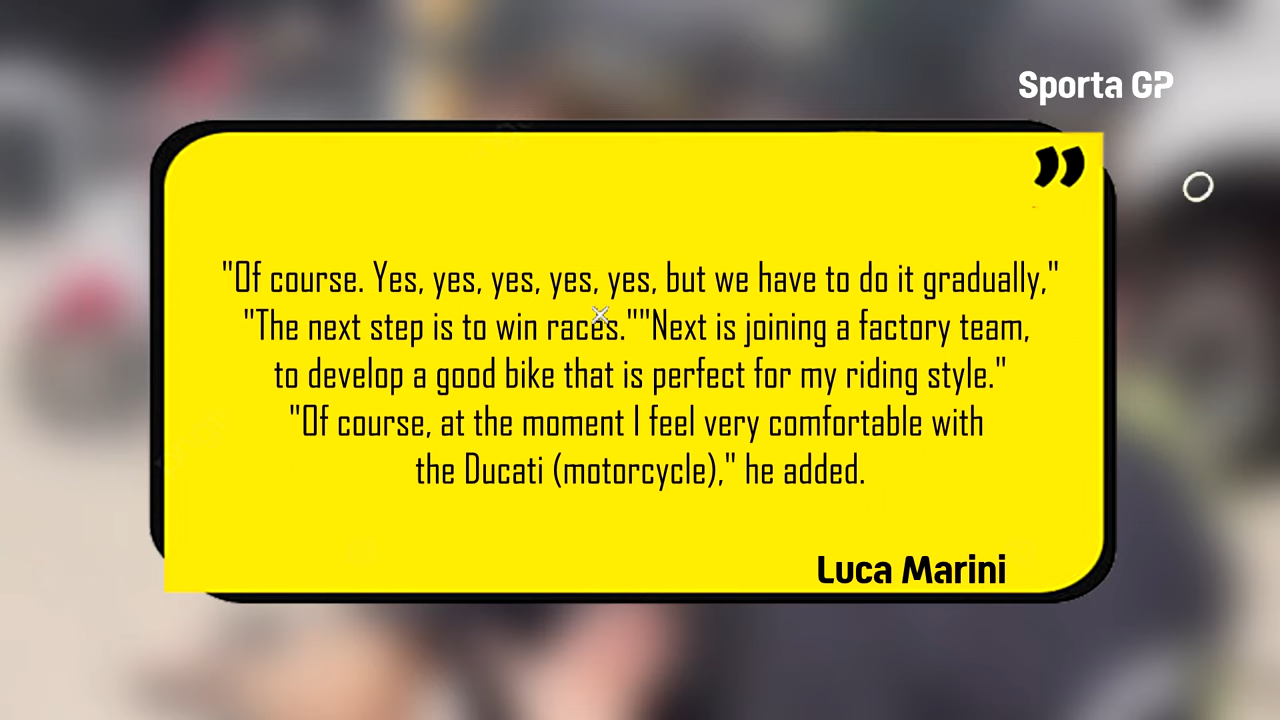 Sporta GP
”
"Of course. Yes, yes, yes, yes, yes, but we have to do it gradually,"
"The next step is to win races.""Next is joining a factory team,
to develop a good bike that is perfect for my riding style."
"Of course, at the moment I feel very comfortable with
the Ducati (motorcycle)," he added.
Luca Marini